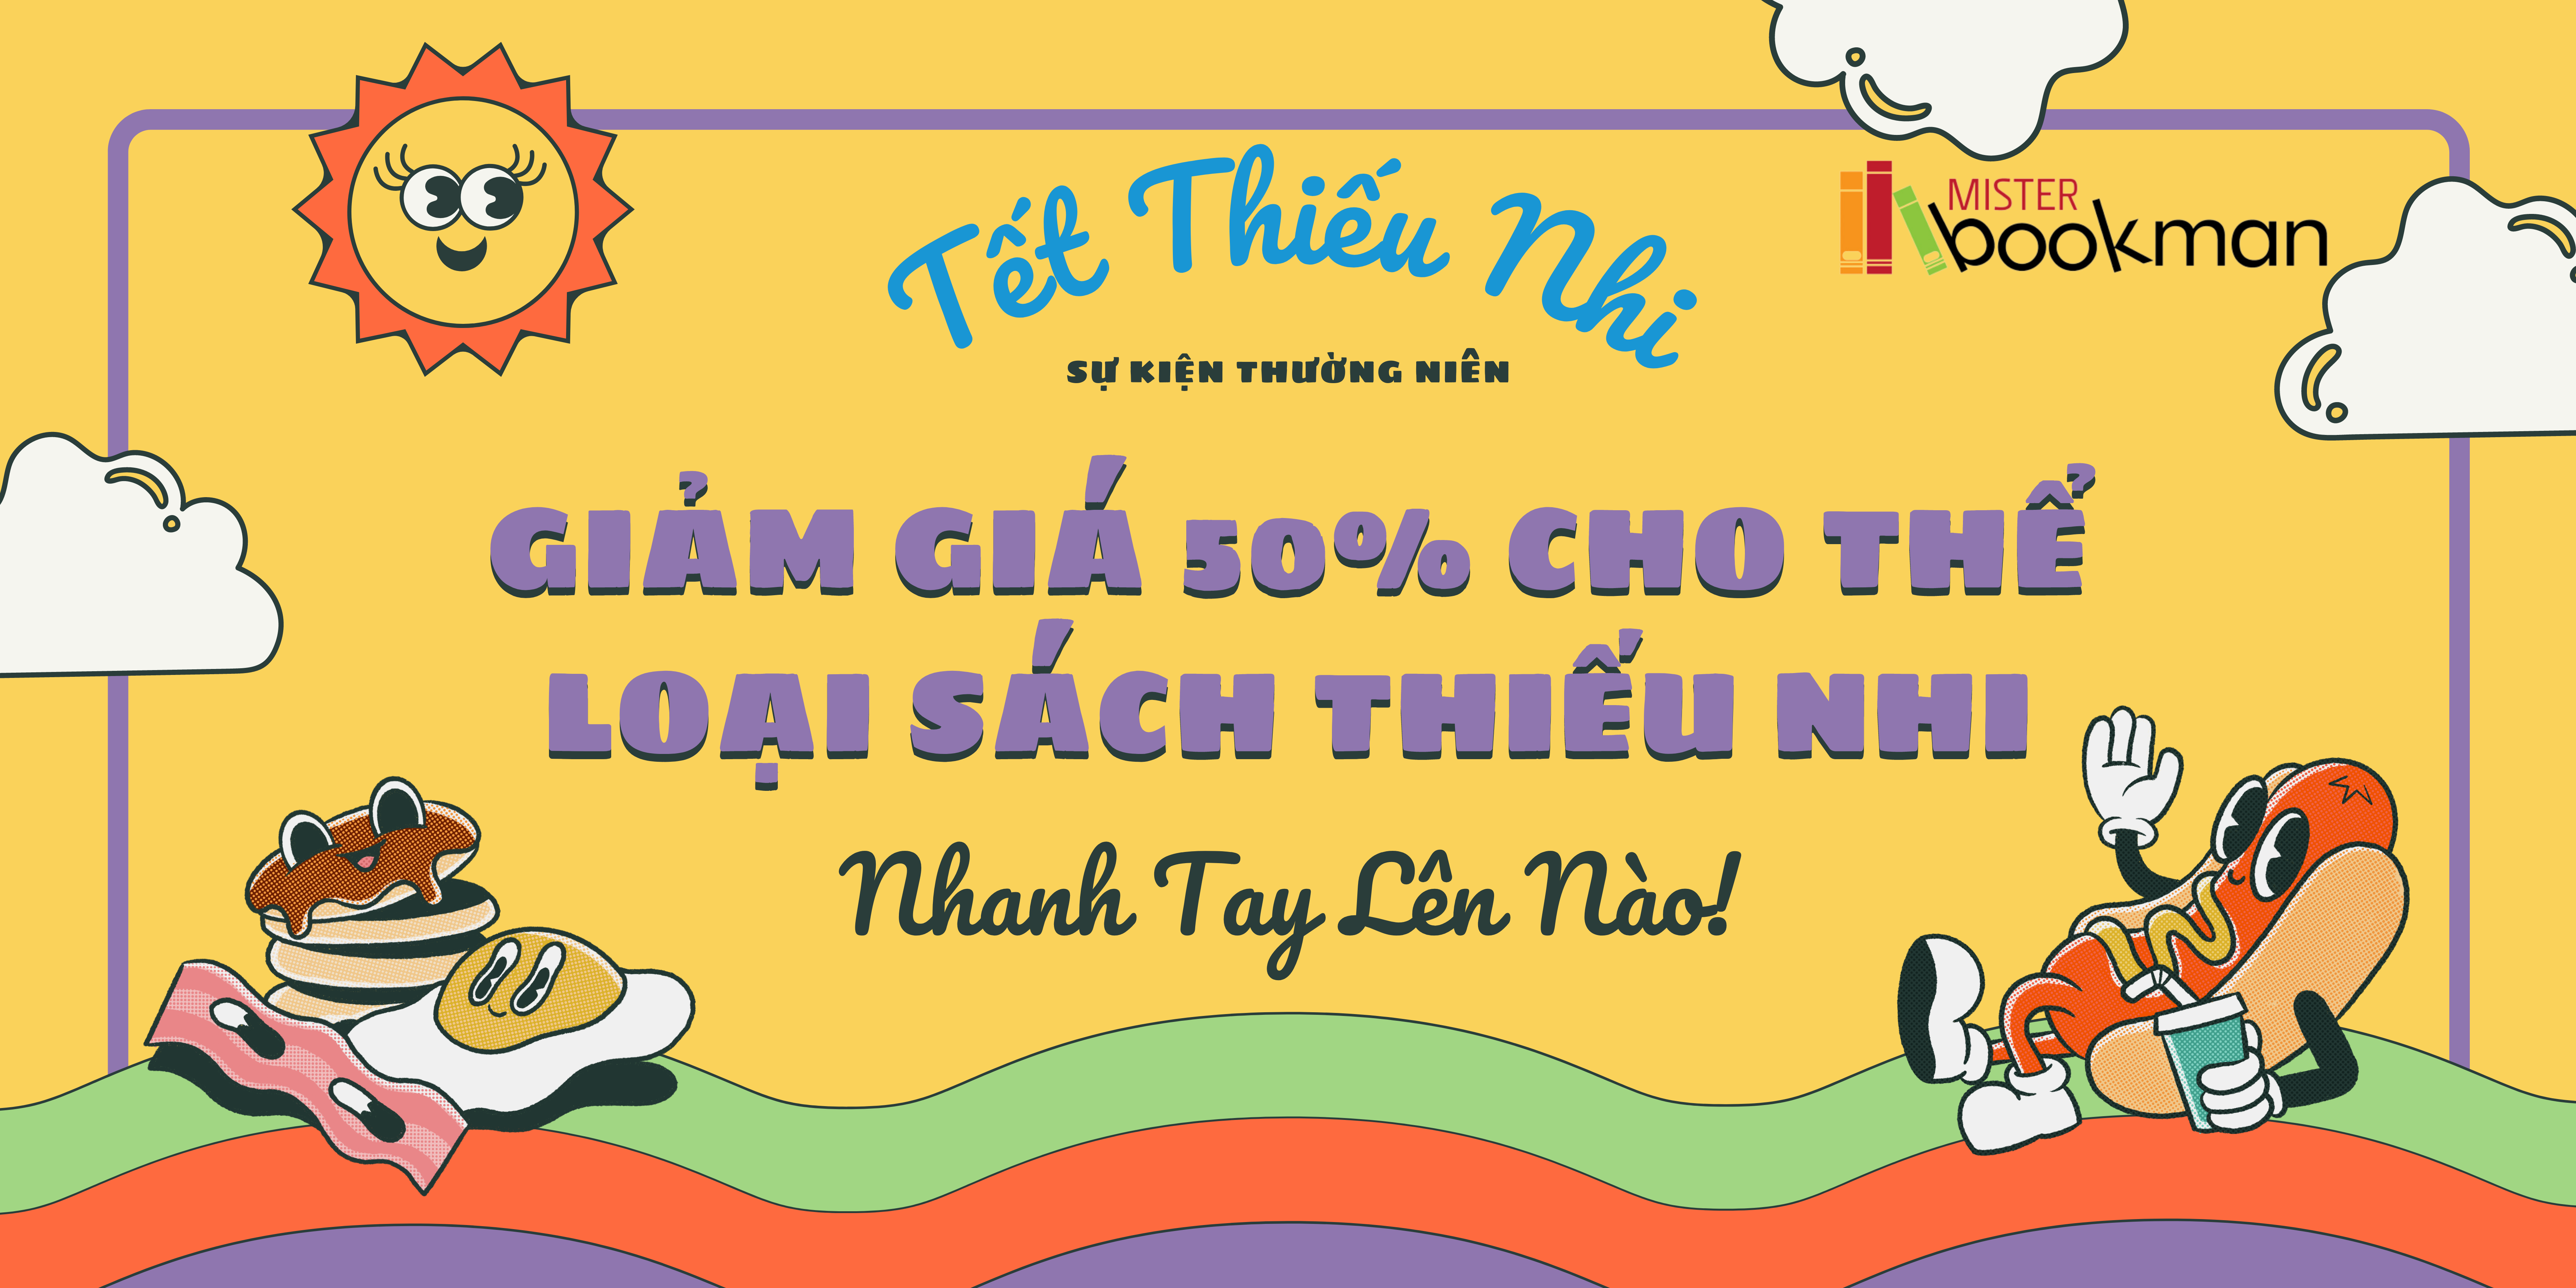 Tết Thiếu Nhi
MISTER
bookman
SỰ KIỆN THƯỜNG NIÊN
GIẢM GIÁ 50% CHO THỂ
LOẠI SÁCH THIẾU NHI
Nhanh Tay Lên Nào!